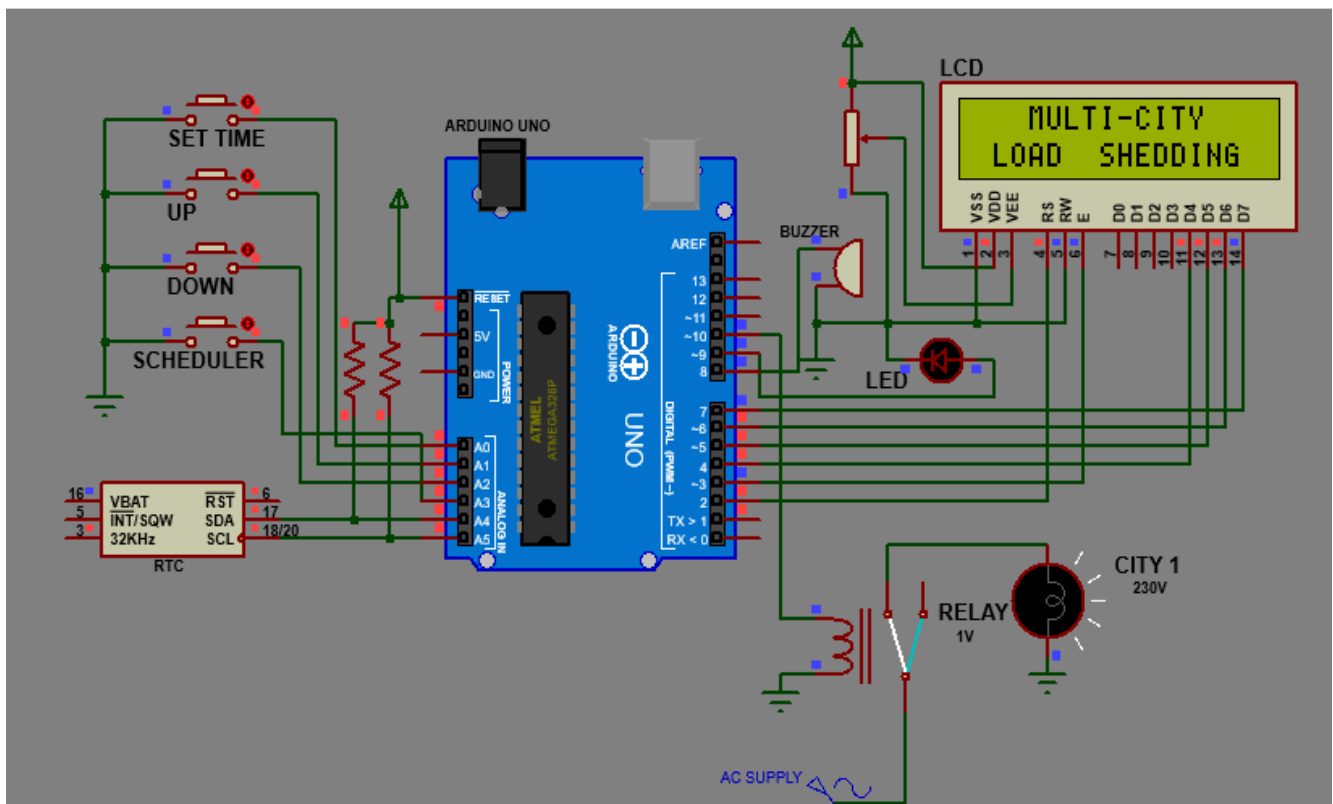 SET TIME
UP
DOWN
SCHEDULER
16 VBAT RST 6
5 INT/SQW SDA 17
3 32KHz SCL 18/20
RTC
ARDUINO UNO
RESET
5V
GND
POWER
A0
A1
A2
A3
A4
A5
ANALOG IN
ATMEL
ATMEGA328P
ARDUINO
UNO
AREF
13
12
~11
~10
~9
8
7
~6
~5
4
~3
2
TX > 1
RX < 0
DIGITAL (PWM~)
BUZZER
LED
LCD
MULTI-CITY
LOAD SHEDDING
VSS VDD VEE RS RW E D0 D1 D2 D3 D4 D5 D6 D7
1 2 3 4 5 6 7 8 9 10 11 12 13 14
RELAY
1V
CITY 1
230V
AC SUPPLY